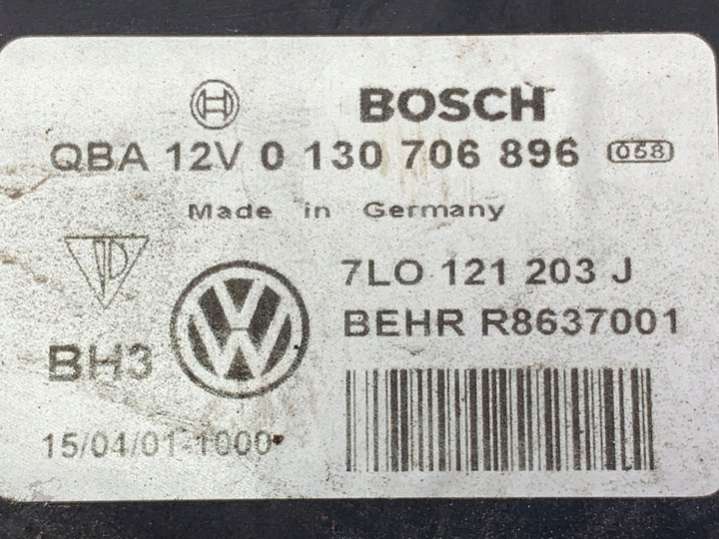 BOSCH
QBA 12V 0 130 706 896 068
Made in Germany
7LO 121 203 J
BEHR R8637001
BH3
15/04/01-1000